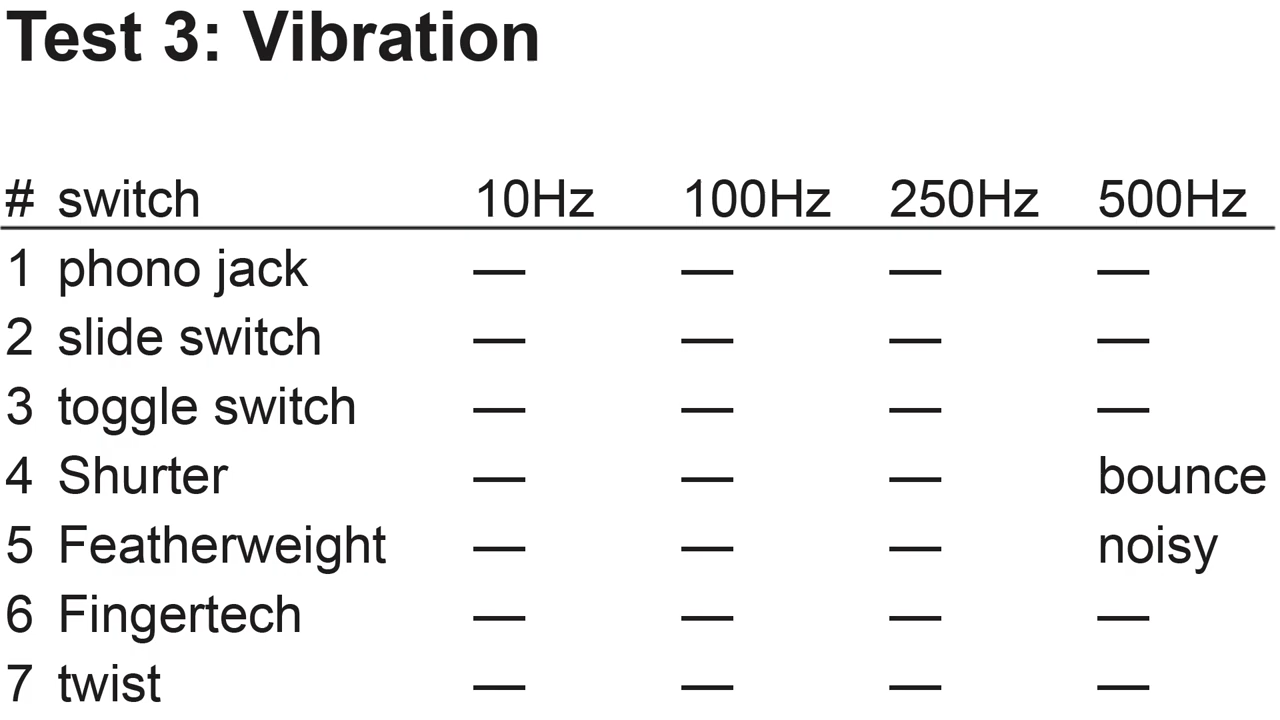 Test 3: Vibration
# switch 10Hz 100Hz 250Hz 500Hz
1 phono jack — — — —
2 slide switch — — — —
3 toggle switch — — — —
4 Shurter — — — bounce
5 Featherweight — — — noisy
6 Fingertech — — — —
7 twist — — — —